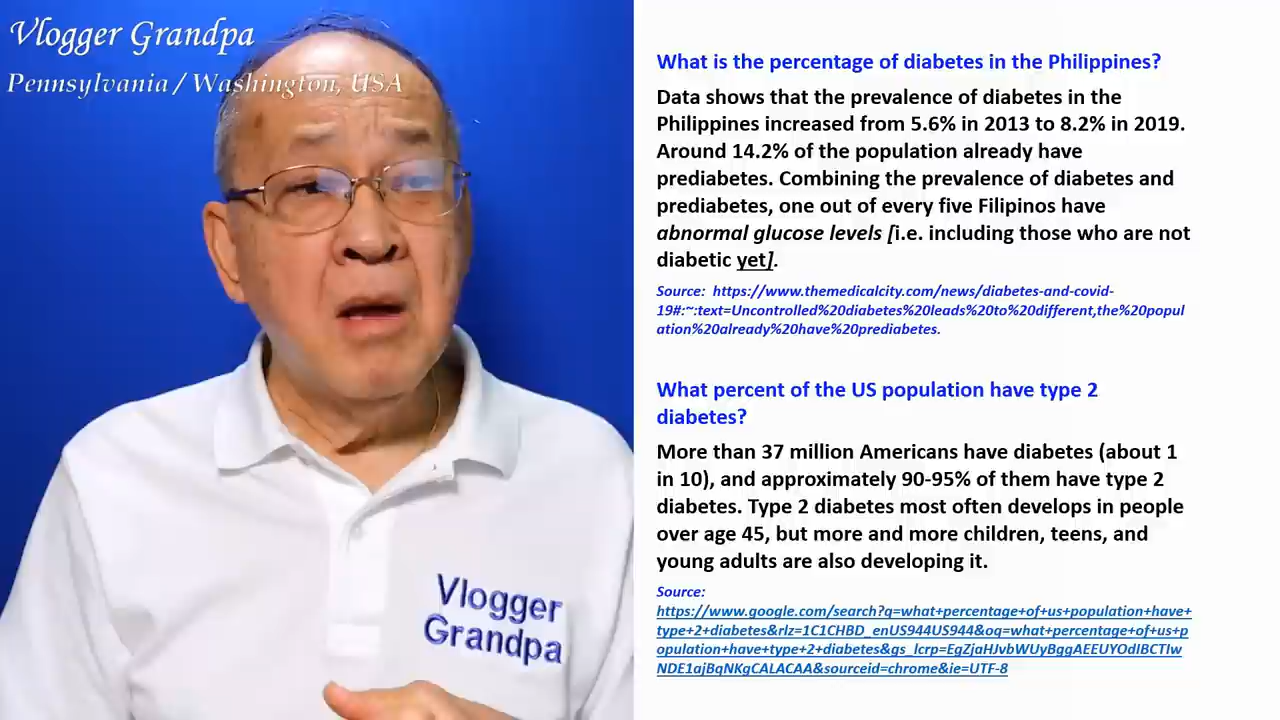 Vlogger Grandpa
Pennsylvania / Washington, USA
Vlogger
Grandpa
What is the percentage of diabetes in the Philippines?
Data shows that the prevalence of diabetes in the
Philippines increased from 5.6% in 2013 to 8.2% in 2019.
Around 14.2% of the population already have
prediabetes. Combining the prevalence of diabetes and
prediabetes, one out of every five Filipinos have
abnormal glucose levels [i.e. including those who are not
diabetic yet].
Source: https://www.themedicalcity.com/news/diabetes-and-covid-
19#:~:text=Uncontrolled%20diabetes%20leads%20to%20different,the%20popul
ation%20already%20have%20prediabetes.
What percent of the US population have type 2
diabetes?
More than 37 million Americans have diabetes (about 1
in 10), and approximately 90-95% of them have type 2
diabetes. Type 2 diabetes most often develops in people
over age 45, but more and more children, teens, and
young adults are also developing it.
Source:
https://www.google.com/search?q=what+percentage+of+us+population+have+
type+2+diabetes&rlz=1C1CHBD_enUS944US944&oq=what+percentage+of+us+p
opulation+have+type+2+diabetes&gs_lcrp=EgZjaHJvbWUyBggAEEUYOdIBCTIw
NDE1ajBqNKgCALACAA&sourceid=chrome&ie=UTF-8